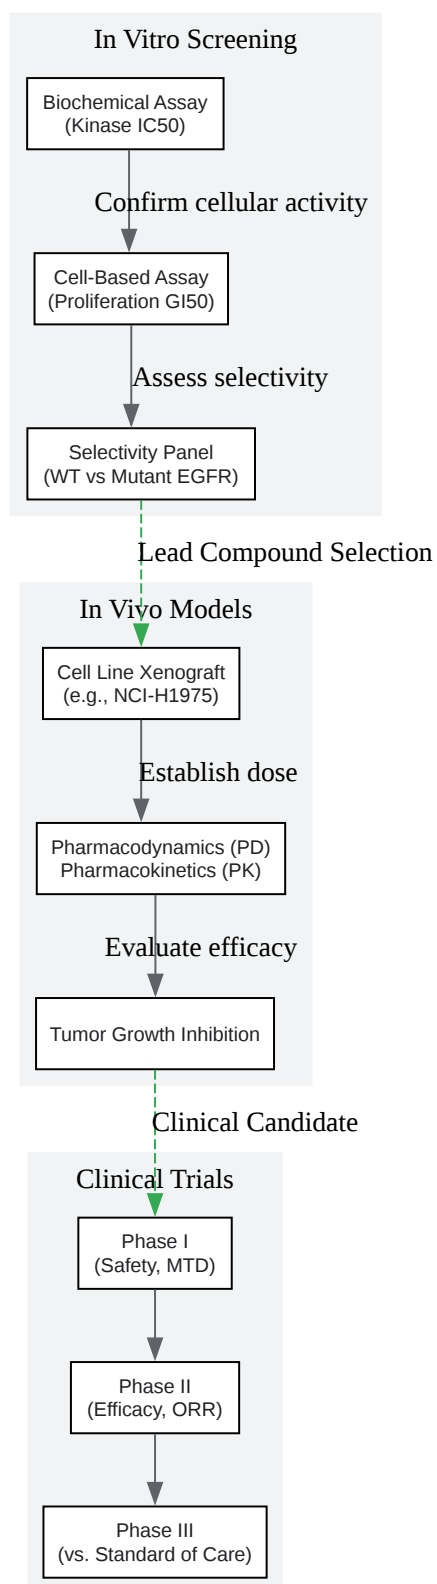 In Vitro Screening
Biochemical Assay
(Kinase IC50)
Confirm cellular activity
Cell-Based Assay
(Proliferation GI50)
Assess selectivity
Selectivity Panel
(WT vs Mutant EGFR)
Lead Compound Selection
In Vivo Models
Cell Line Xenograft
(e.g., NCI-H1975)
Establish dose
Pharmacodynamics (PD)
Pharmacokinetics (PK)
Evaluate efficacy
Tumor Growth Inhibition
Clinical Candidate
Clinical Trials
Phase I
(Safety, MTD)
Phase II
(Efficacy, ORR)
Phase III
(vs. Standard of Care)